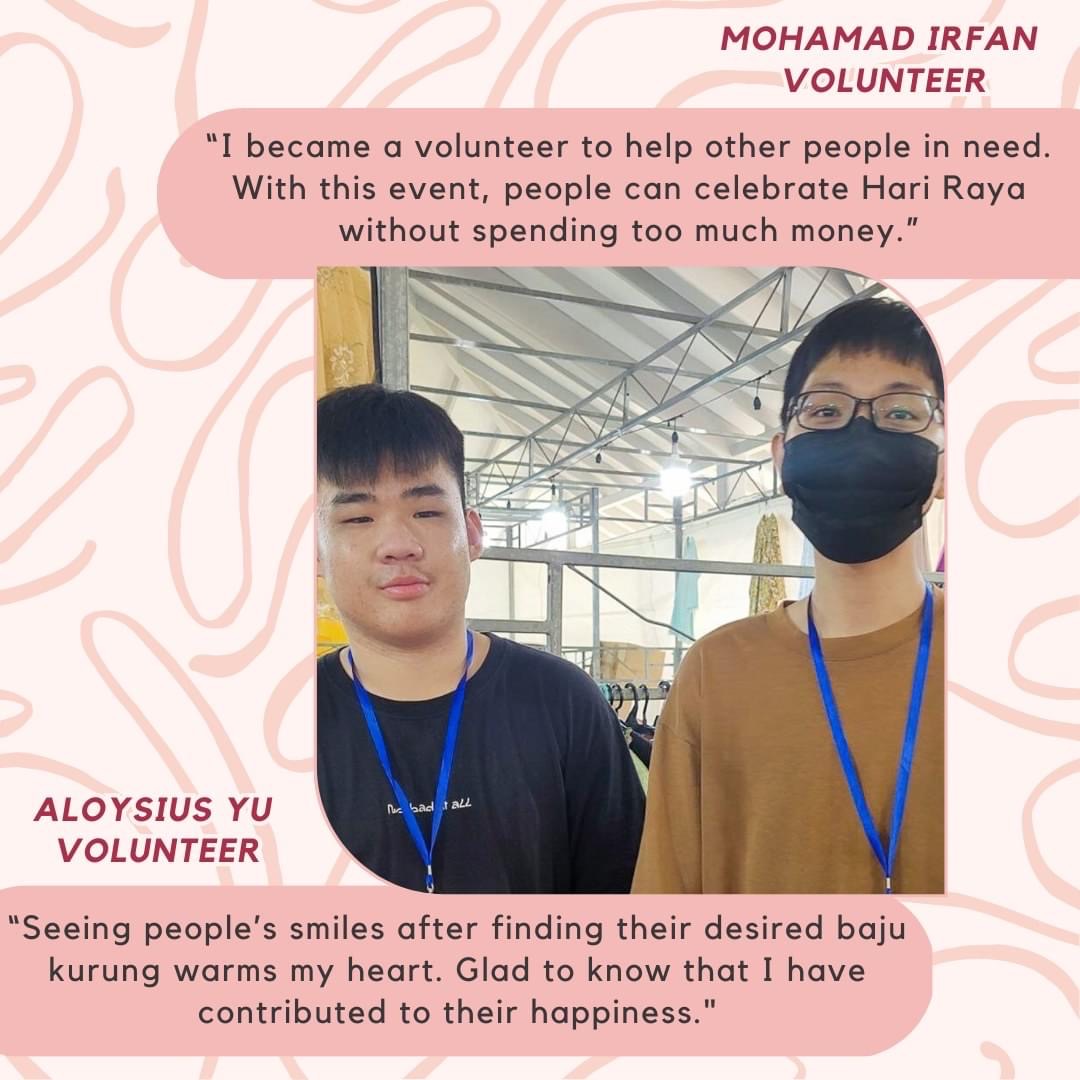 MOHAMAD IRFAN
VOLUNTEER
“I became a volunteer to help other people in need.
With this event, people can celebrate Hari Raya
without spending too much money.”
ALOYSIUS YU
VOLUNTEER
“Seeing people’s smiles after finding their desired baju
kurung warms my heart. Glad to know that I have
contributed to their happiness."